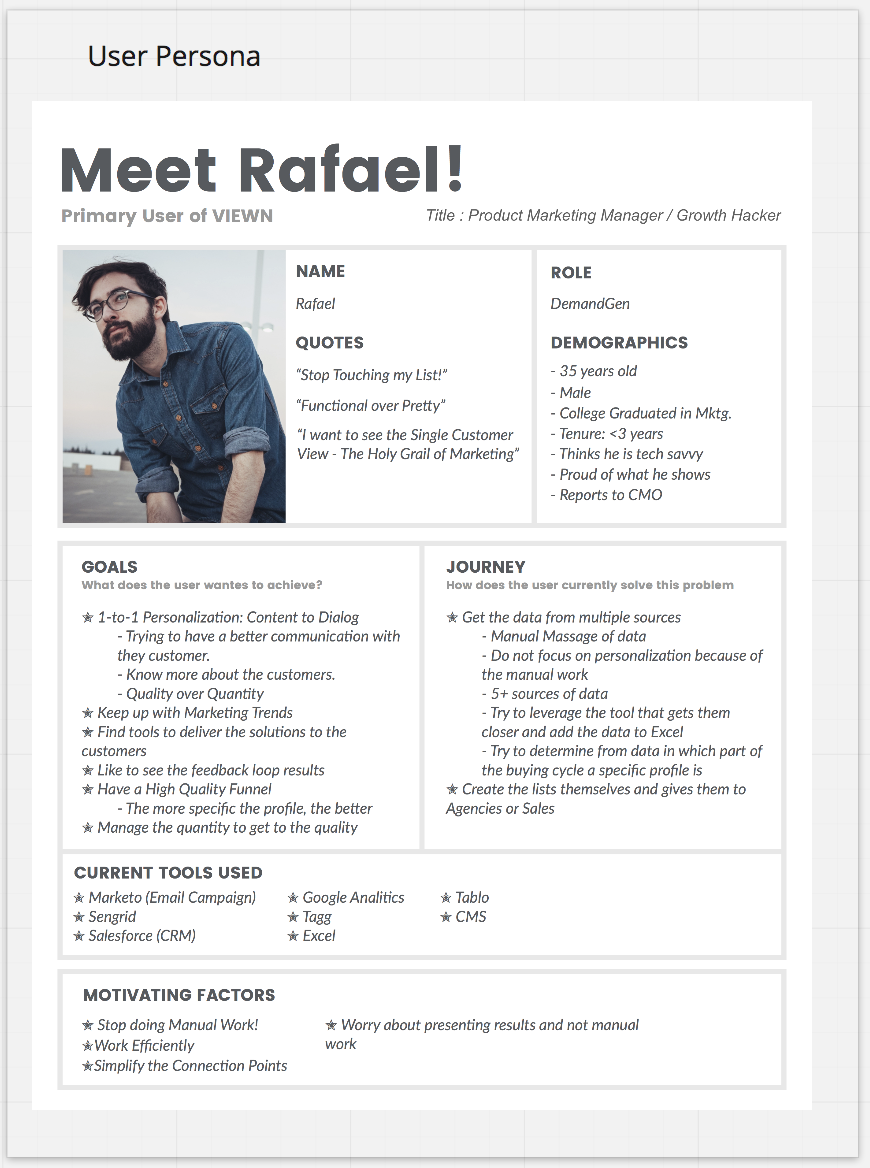 User Persona
Meet Rafael!
Primary User of VIEWN
Title : Product Marketing Manager / Growth Hacker
NAME
Rafael
QUOTES
“Stop Touching my List!”
“Functional over Pretty”
“I want to see the Single Customer
View - The Holy Grail of Marketing”
ROLE
DemandGen
DEMOGRAPHICS
- 35 years old
- Male
- College Graduated in Mktg.
- Tenure: <3 years
- Thinks he is tech savvy
- Proud of what he shows
- Reports to CMO
GOALS
What does the user wantes to achieve?
★ 1-to-1 Personalization: Content to Dialog
- Trying to have a better communication with
they customer.
- Know more about the customers.
- Quality over Quantity
★ Keep up with Marketing Trends
★ Find tools to deliver the solutions to the
customers
★ Like to see the feedback loop results
★ Have a High Quality Funnel
- The more specific the profile, the better
★ Manage the quantity to get to the quality
JOURNEY
How does the user currently solve this problem
★ Get the data from multiple sources
- Manual Massage of data
- Do not focus on personalization because of
the manual work
- 5+ sources of data
- Try to leverage the tool that gets them
closer and add the data to Excel
- Try to determine from data in which part of
the buying cycle a specific profile is
★ Create the lists themselves and gives them to
Agencies or Sales
CURRENT TOOLS USED
★ Marketo (Email Campaign)
★ Sengrid
★ Salesforce (CRM)
★ Google Analitics
★ Tagg
★ Excel
★ Tablo
★ CMS
MOTIVATING FACTORS
★ Stop doing Manual Work!
★Work Efficiently
★Simplify the Connection Points
★ Worry about presenting results and not manual
work